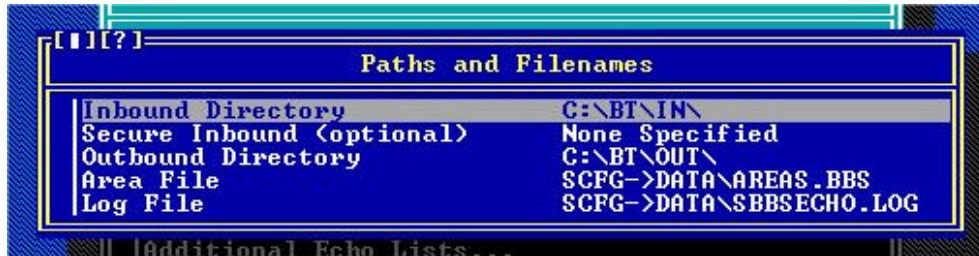 [▮][?]
Paths and Filenames
Inbound Directory C:\BT\IN\
Secure Inbound (optional) None Specified
Outbound Directory C:\BT\OUT\
Area File SCFG->DATA\AREAS.BBS
Log File SCFG->DATA\SBBSECHO.LOG
Additional Echo Lists...